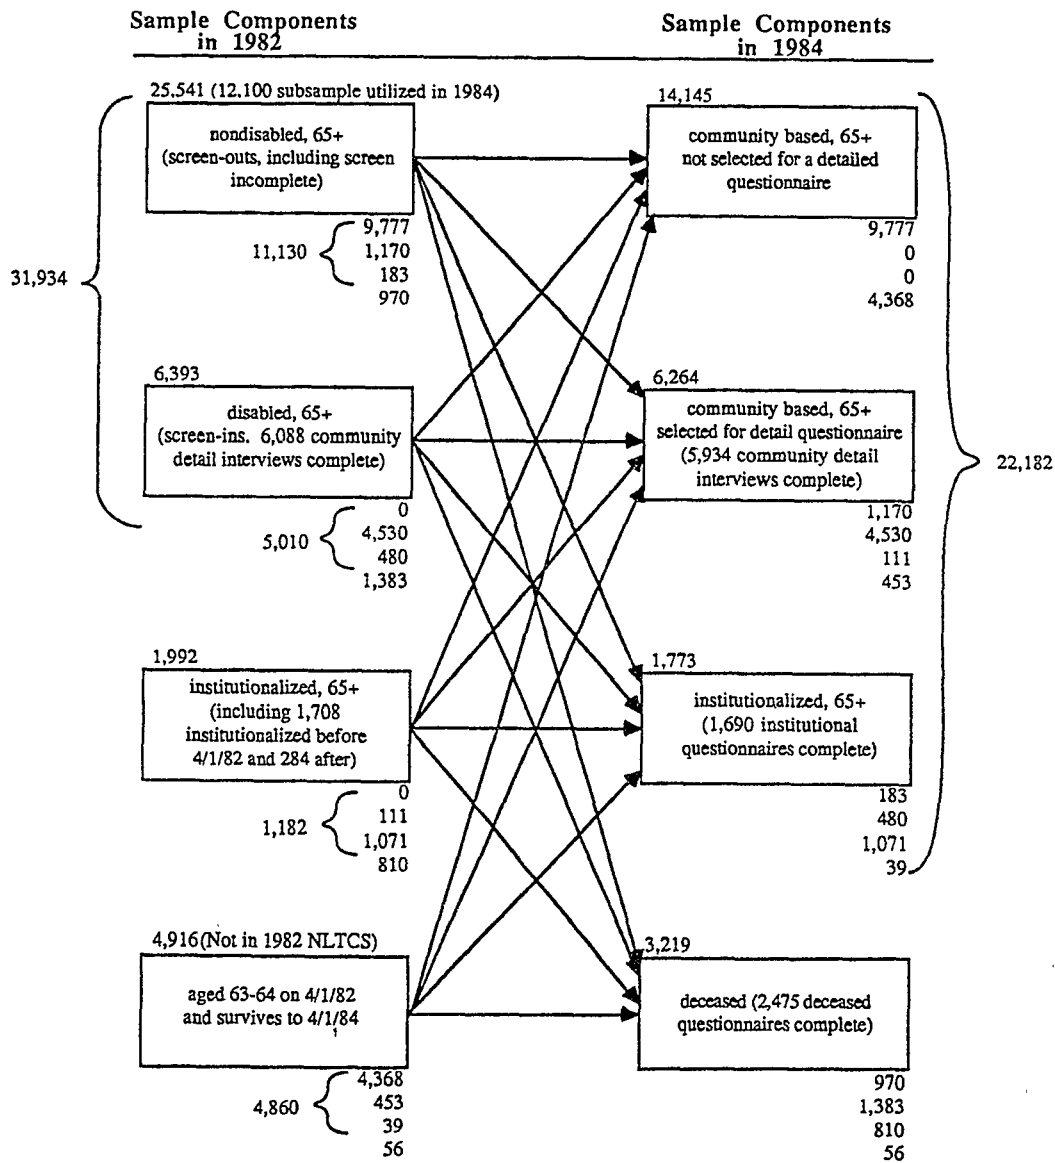 Sample Components
in 1982
Sample Components
in 1984
25,541 (12,100 subsample utilized in 1984)
nondisabled, 65+
(screen-outs, including screen
incomplete)
9,777
1,170
183
970
11,130
31,934
6,393
disabled, 65+
(screen-ins. 6,088 community
detail interviews complete)
0
4,530
480
1,383
5,010
1,992
institutionalized, 65+
(including 1,708
institutionalized before
4/1/82 and 284 after)
0
111
1,071
810
1,182
4,916(Not in 1982 NLTCS)
aged 63-64 on 4/1/82
and survives to 4/1/84
4,368
453
39
56
4,860
14,145
community based, 65+
not selected for a detailed
questionnaire
9,777
0
0
4,368
6,264
community based, 65+
selected for detail questionnaire
(5,934 community detail
interviews complete)
1,170
4,530
111
453
22,182
1,773
institutionalized, 65+
(1,690 institutional
questionnaires complete)
183
480
1,071
39
3,219
deceased (2,475 deceased
questionnaires complete)
970
1,383
810
56